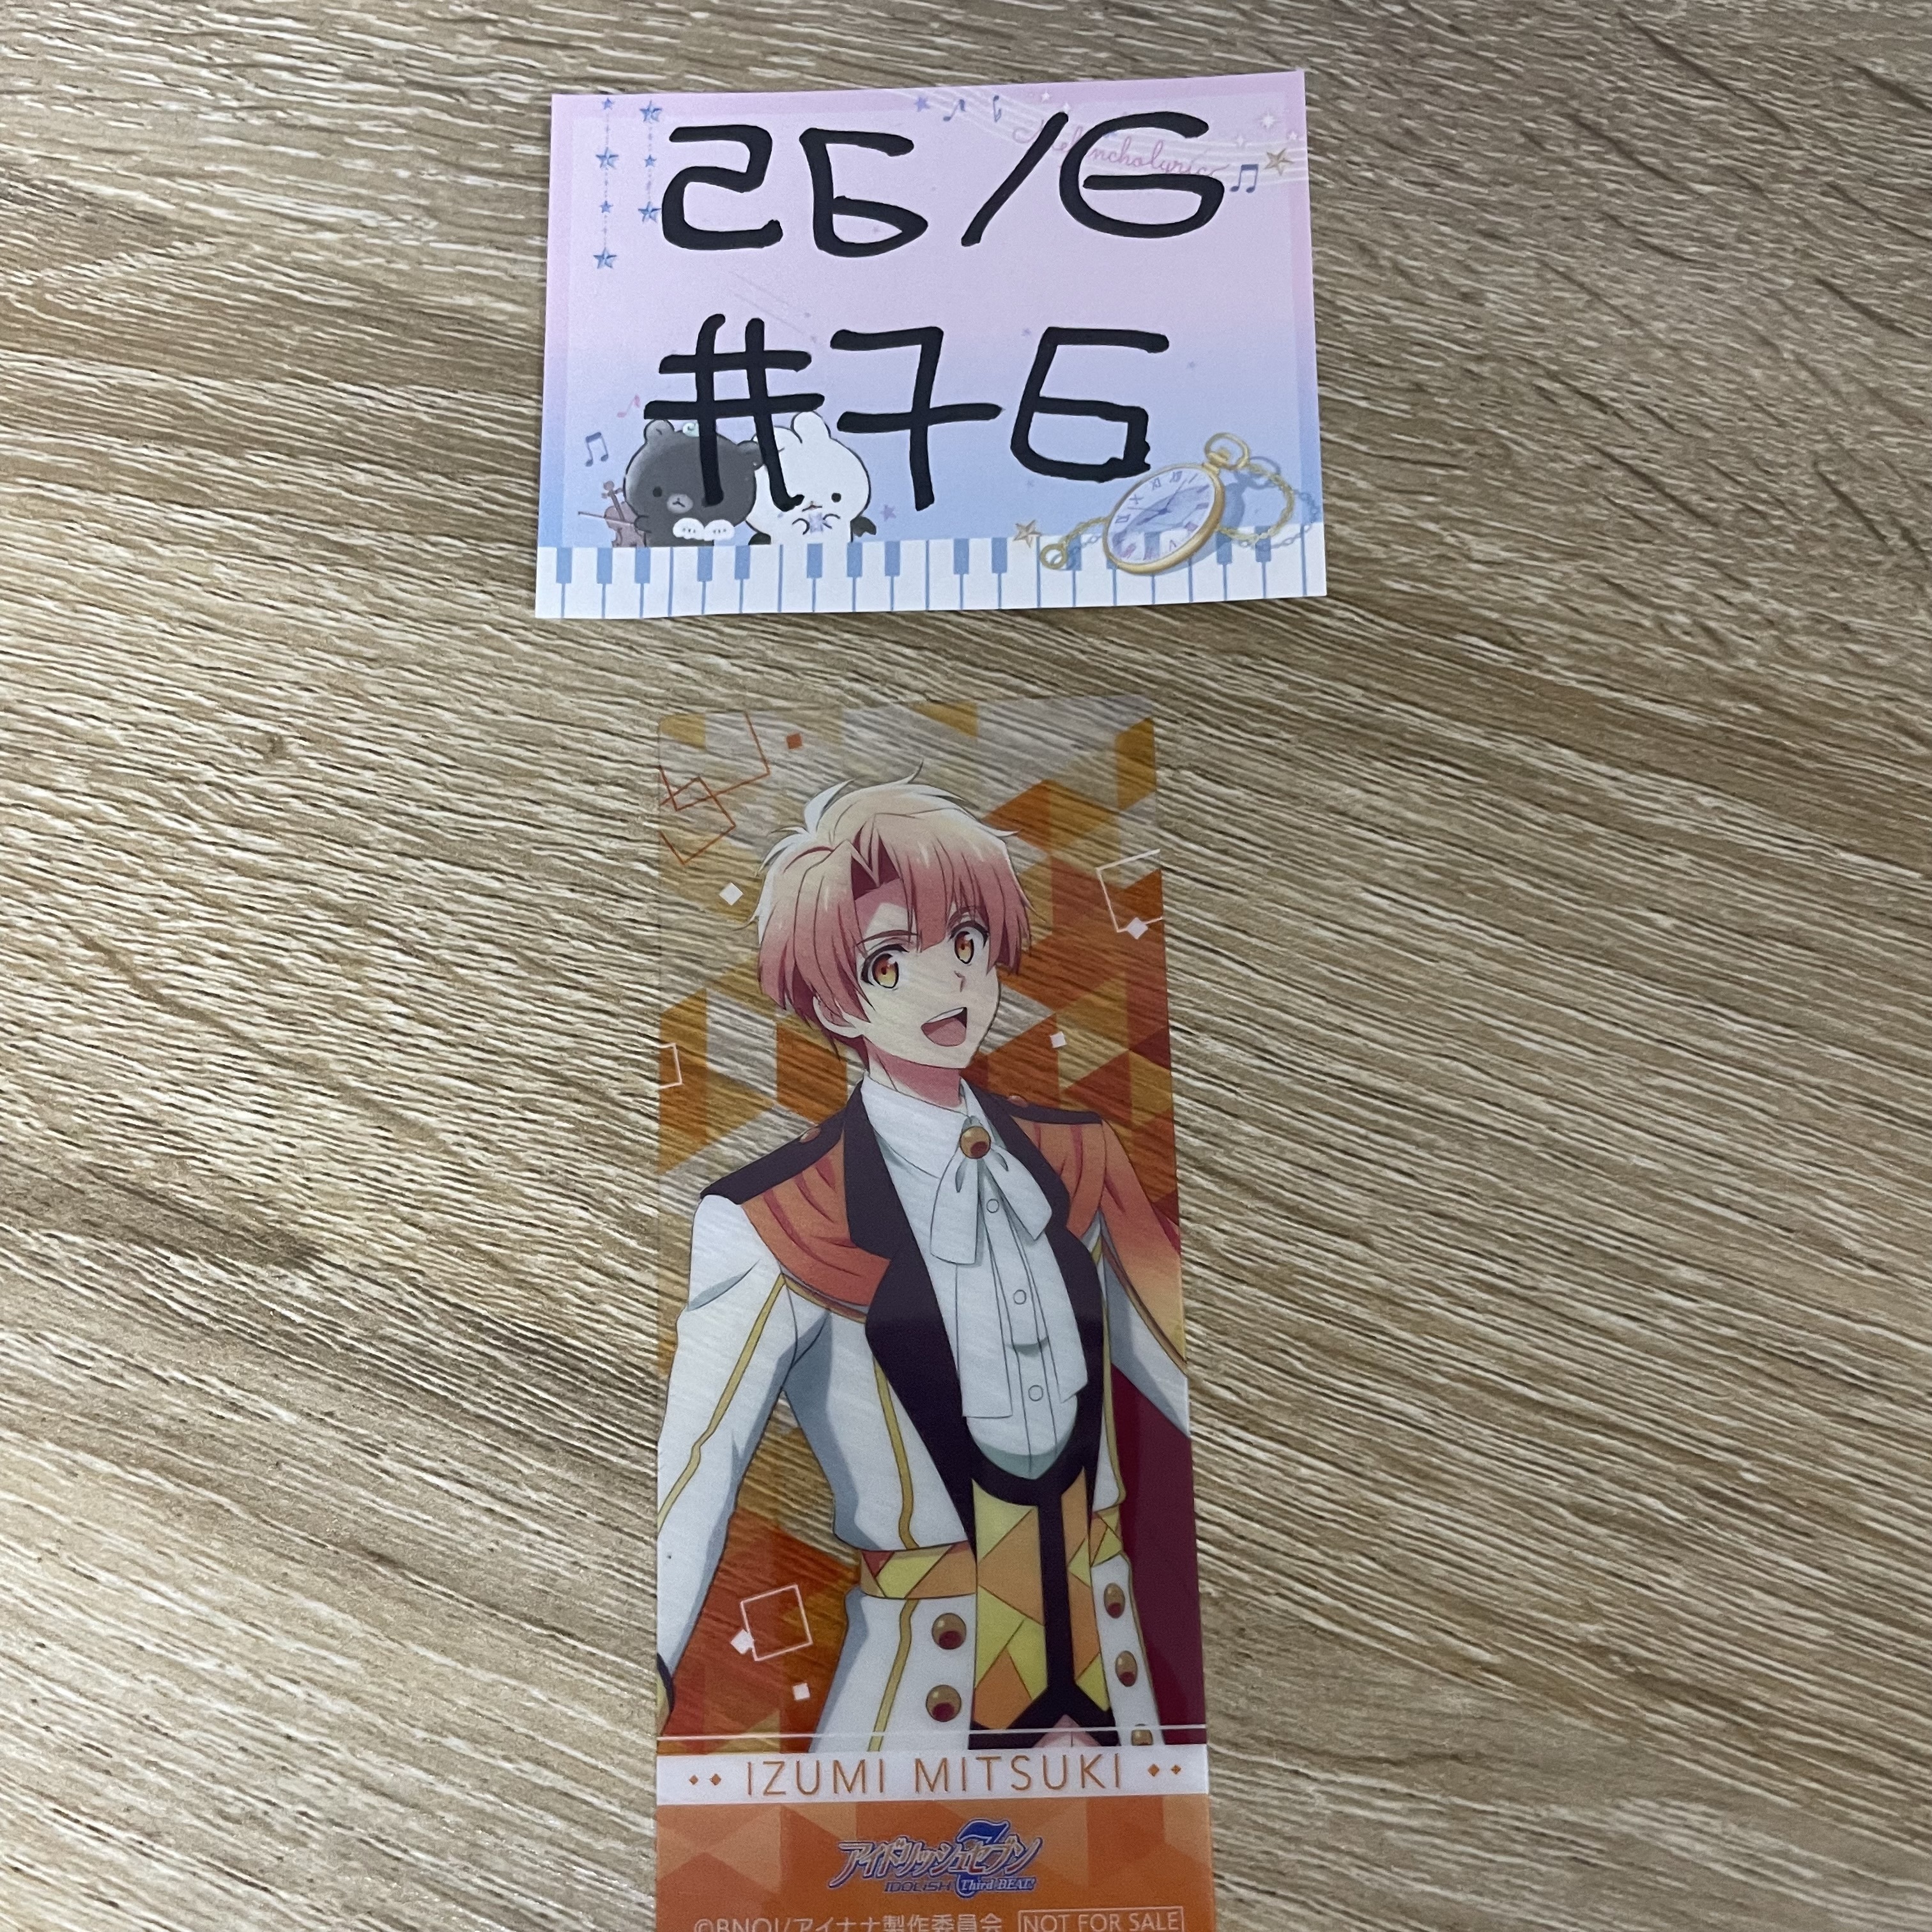 Melancholyric
26/6
#76
IZUMI MITSUKI
アイドリッシュセブン
IDOLiSH7 Third BEAT!
©BNOI/アイナナ製作委員会 NOT FOR SALE